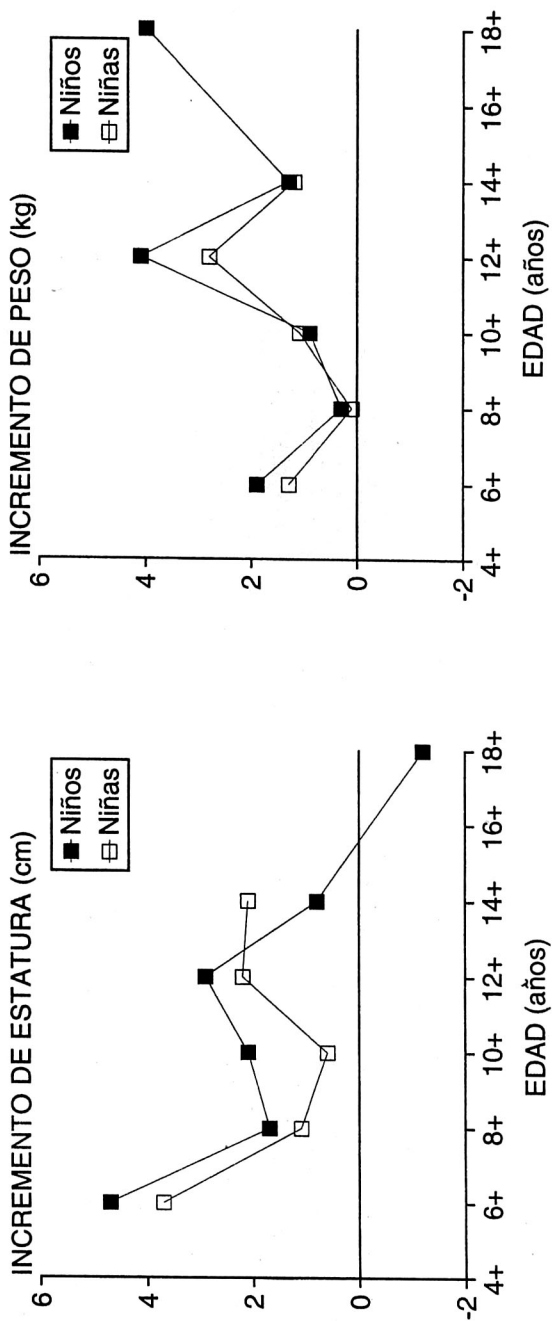 INCREMENTO DE ESTATURA (cm)
6
4
2
0
-2
4+ 6+ 8+ 10+ 12+ 14+ 16+ 18+
EDAD (años)
Niños
Niñas
INCREMENTO DE PESO (kg)
6
4
2
0
-2
4+ 6+ 8+ 10+ 12+ 14+ 16+ 18+
EDAD (años)
Niños
Niñas